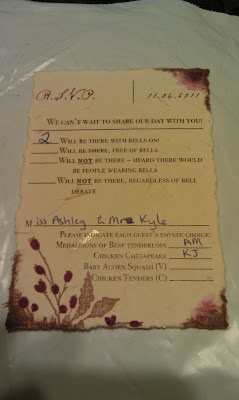 R.S.V.P. 11.06.2011
We can't wait to share our day with you!
2 Will be there with bells on!
Will be there, free of bells
Will not be there – heard there would
be people wearing bells
Will not be there, regardless of bell
debate
Miss Ashley & Mrs Kyle
Please indicate each guest's entrée choice:
Medallions of Beef Tenderloin AM
Chicken Chesapeake KJ
Baby Acorn Squash (V)
Chicken Tenders (C)